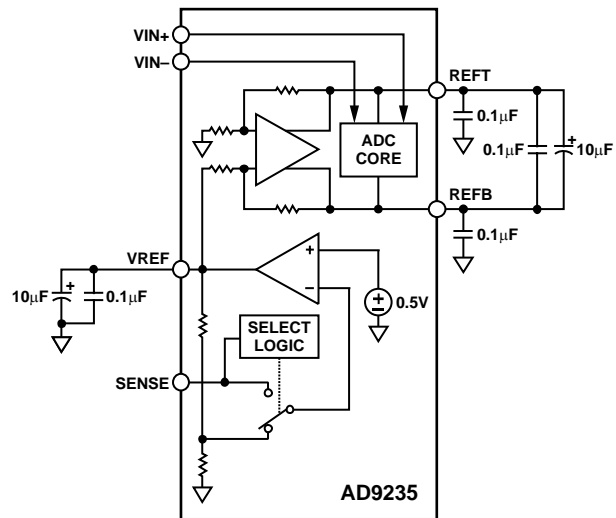 VIN+
VIN–
REFT
0.1μF
ADC
CORE
0.1μF
10μF
+
REFB
0.1μF
VREF
+
–
10μF
+
0.1μF
0.5V
+
–
SELECT
LOGIC
SENSE
AD9235